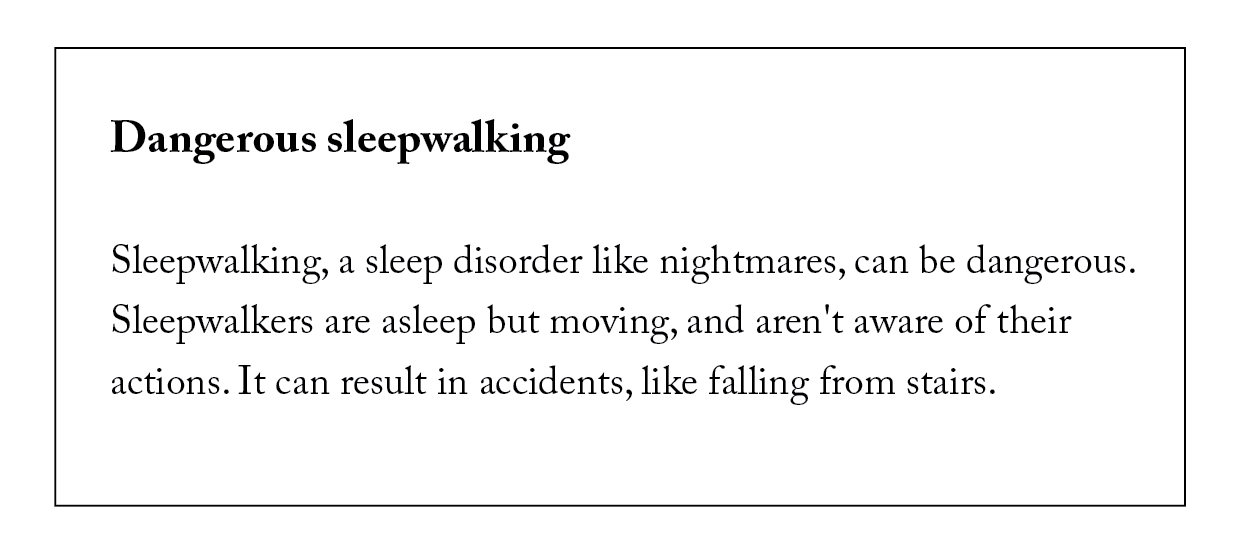 Dangerous sleepwalking
Sleepwalking, a sleep disorder like nightmares, can be dangerous.
Sleepwalkers are asleep but moving, and aren't aware of their
actions. It can result in accidents, like falling from stairs.